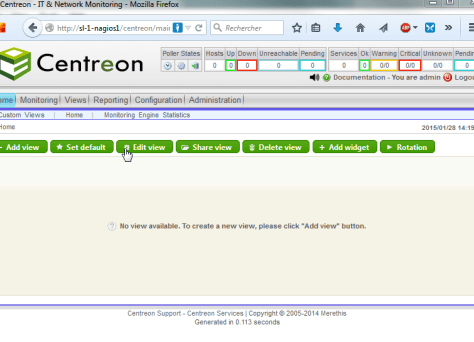 Centreon - IT & Network Monitoring - Mozilla Firefox
http://sl-1-nagios1/centreon/mai
Rechercher
Centreon
Poller States Hosts Up Down Unreachable Pending Services Ok Warning Critical Unknown Pending
0 0 0 0 0 0 0/0 0/0 0/0 0
Documentation - You are admin Logou
ome Monitoring Views Reporting Configuration Administration
Custom Views | Home | Monitoring Engine Statistics
Home 2015/01/28 14:19
Add view Set default Edit view Share view Delete view Add widget Rotation
No view available. To create a new view, please click "Add view" button.
Centreon Support - Centreon Services | Copyright © 2005-2014 Merethis
Generated in 0.113 seconds